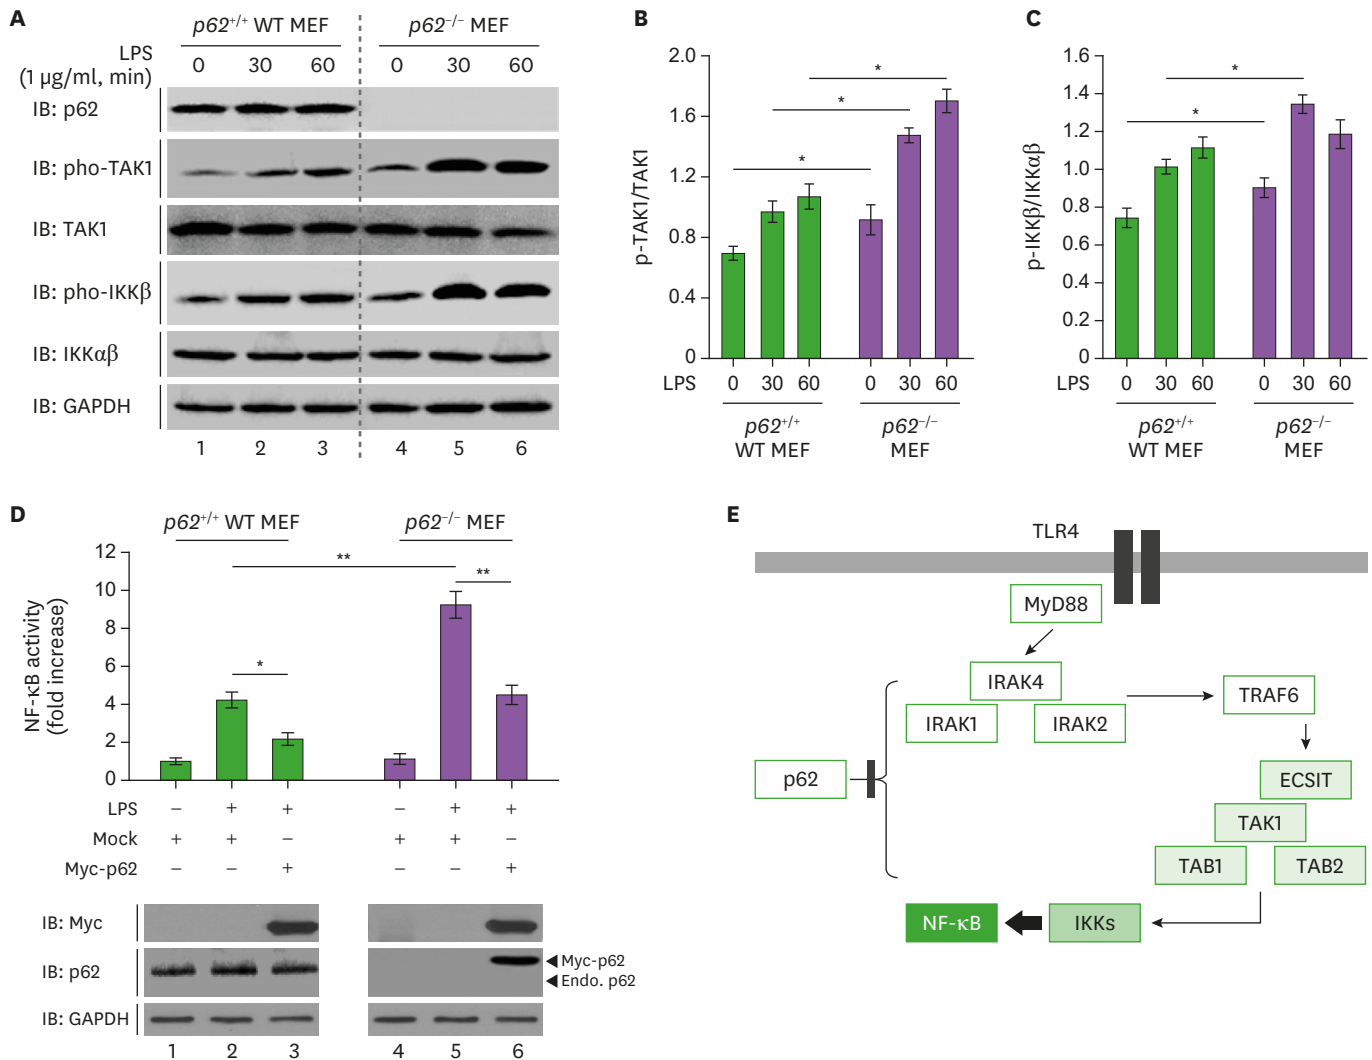 A
p62+/+ WT MEF
p62−/− MEF
LPS
(1 µg/ml, min)
0 30 60 0 30 60
IB: p62
IB: pho-TAK1
IB: TAK1
IB: pho-IKKβ
IB: IKKαβ
IB: GAPDH
1 2 3 4 5 6
B
p-TAK1/TAK1
2.0
1.6
1.2
0.8
0.4
0
*
*
*
LPS 0 30 60 0 30 60
p62+/+
WT MEF
p62−/−
MEF
C
p-IKKβ/IKKαβ
1.6
1.4
1.2
1.0
0.8
0.6
0.4
0.2
0
*
*
LPS 0 30 60 0 30 60
p62+/+
WT MEF
p62−/−
MEF
D
p62+/+ WT MEF
p62−/− MEF
NF-κB activity
(fold increase)
12
10
8
6
4
2
0
**
**
*
LPS − + + − + +
Mock + + − + + −
Myc-p62 − − + − − +
IB: Myc
IB: p62
Myc-p62
Endo. p62
IB: GAPDH
1 2 3 4 5 6
E
TLR4
MyD88
IRAK4
IRAK1
IRAK2
TRAF6
p62
ECSIT
TAK1
TAB1
TAB2
NF-κB
IKKs